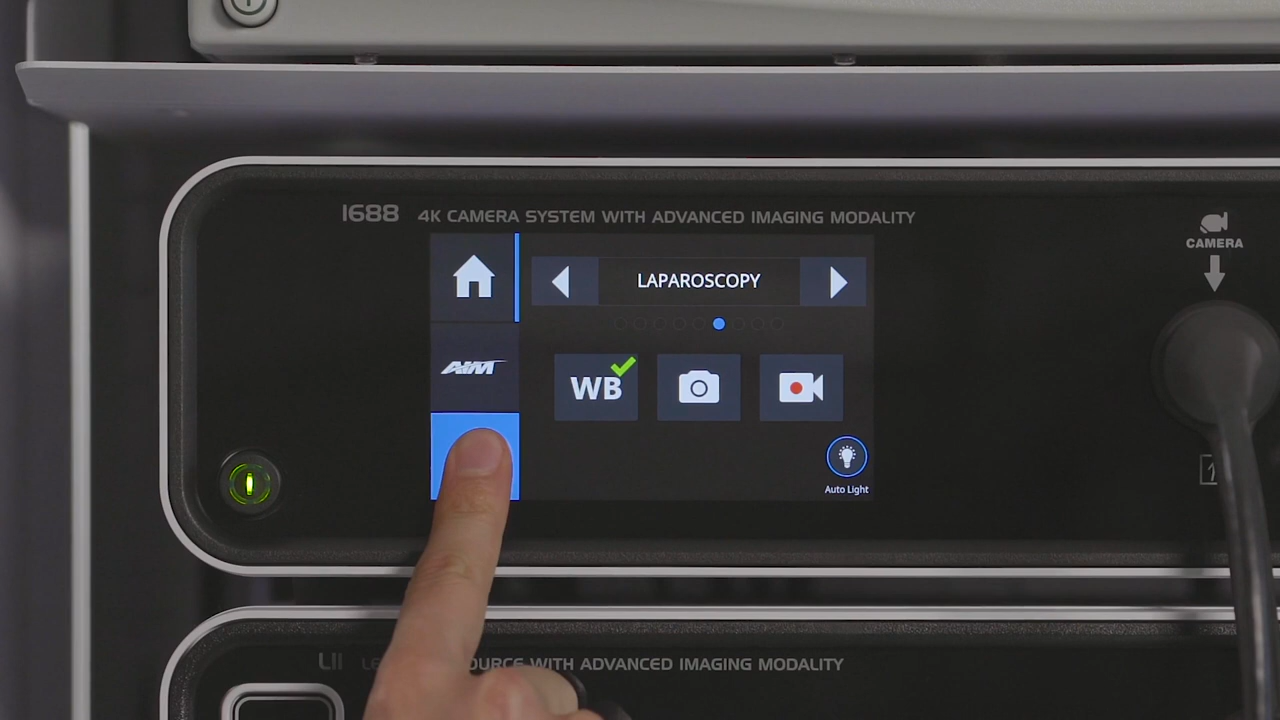 1688 4K CAMERA SYSTEM WITH ADVANCED IMAGING MODALITY
CAMERA
LAPAROSCOPY
AIM
WB
Auto Light
L11 OURCE WITH ADVANCED IMAGING MODALITY